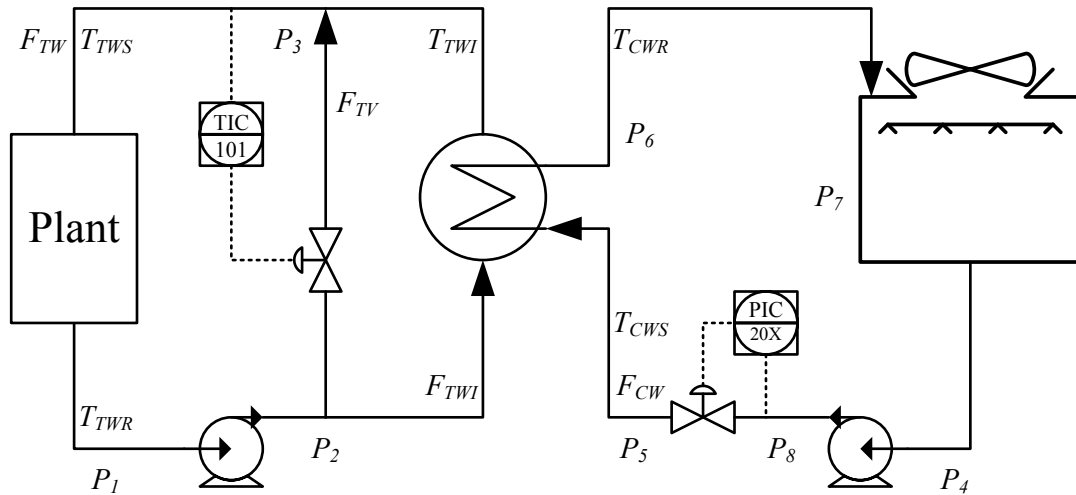 F_TW T_TWS
P_3
T_TWI
T_CWR
F_TV
TIC
101
P_6
Plant
P_7
T_CWS
PIC
20X
F_TWI
F_CW
T_TWR
P_1
P_2
P_5
P_8
P_4